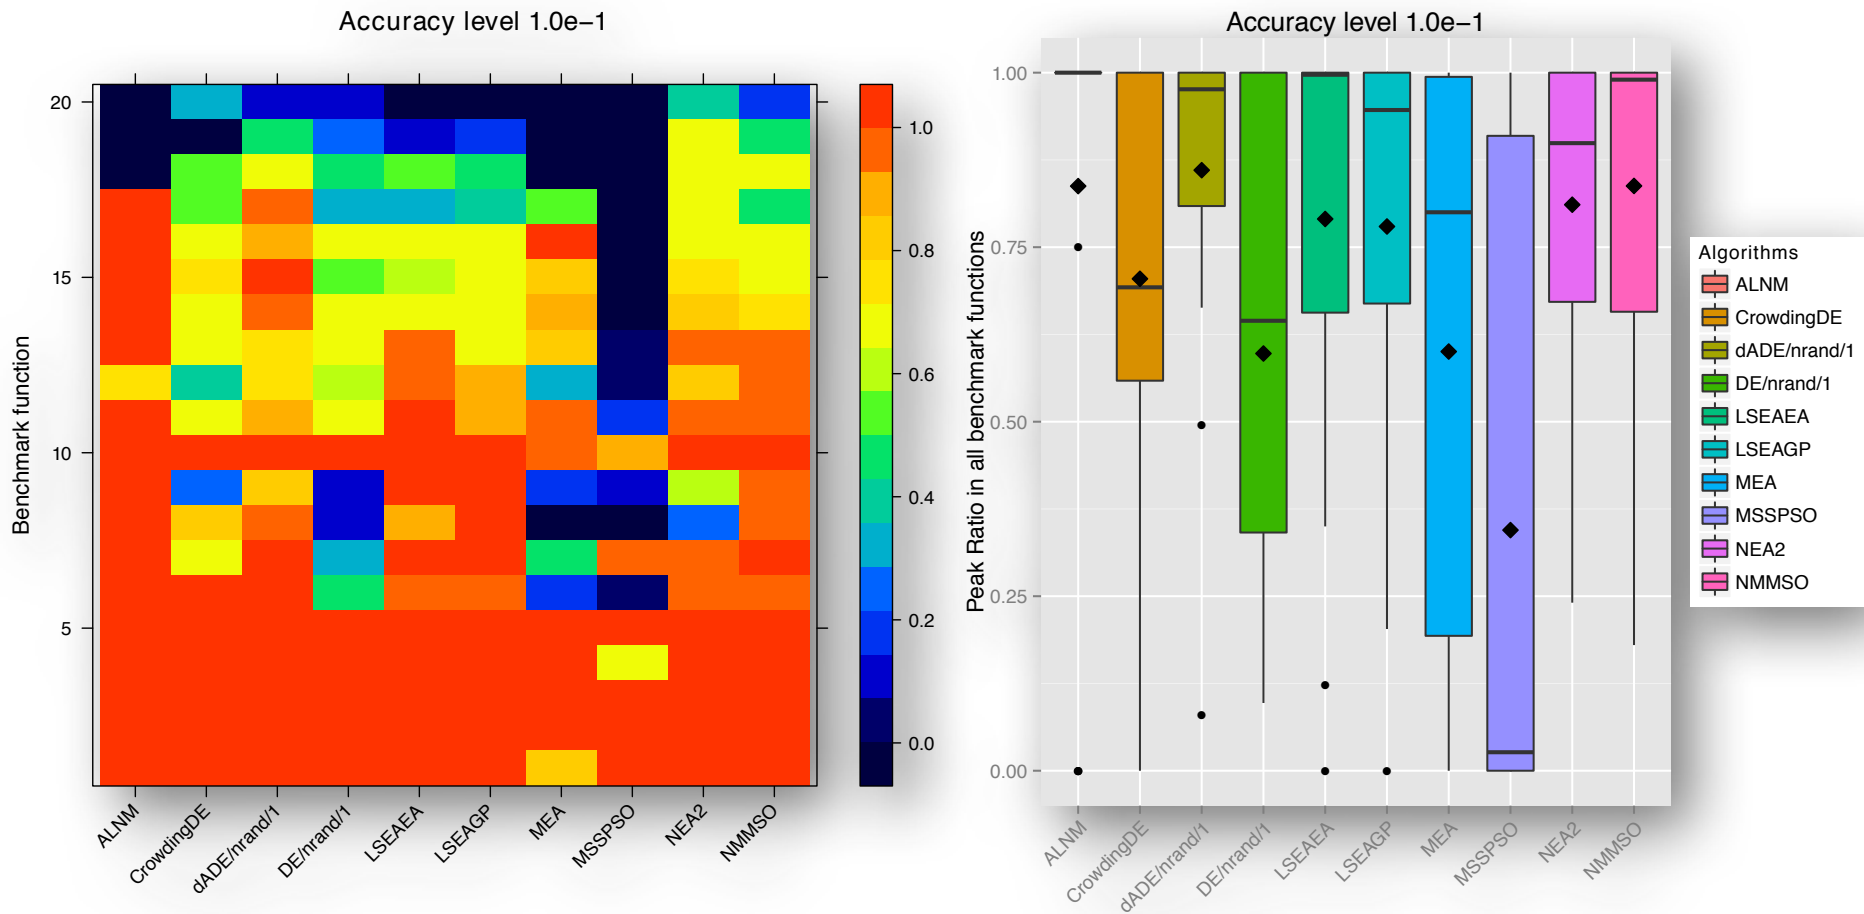 Accuracy level 1.0e−1
Benchmark function
20
15
10
5
ALNM
CrowdingDE
dADE/nrand/1
DE/nrand/1
LSEAEA
LSEAGP
MEA
MSSPSO
NEA2
NMMSO
1.0
0.8
0.6
0.4
0.2
0.0
Accuracy level 1.0e−1
Peak Ratio in all benchmark functions
1.00
0.75
0.50
0.25
0.00
ALNM
CrowdingDE
dADE/nrand/1
DE/nrand/1
LSEAEA
LSEAGP
MEA
MSSPSO
NEA2
NMMSO
Algorithms
ALNM
CrowdingDE
dADE/nrand/1
DE/nrand/1
LSEAEA
LSEAGP
MEA
MSSPSO
NEA2
NMMSO